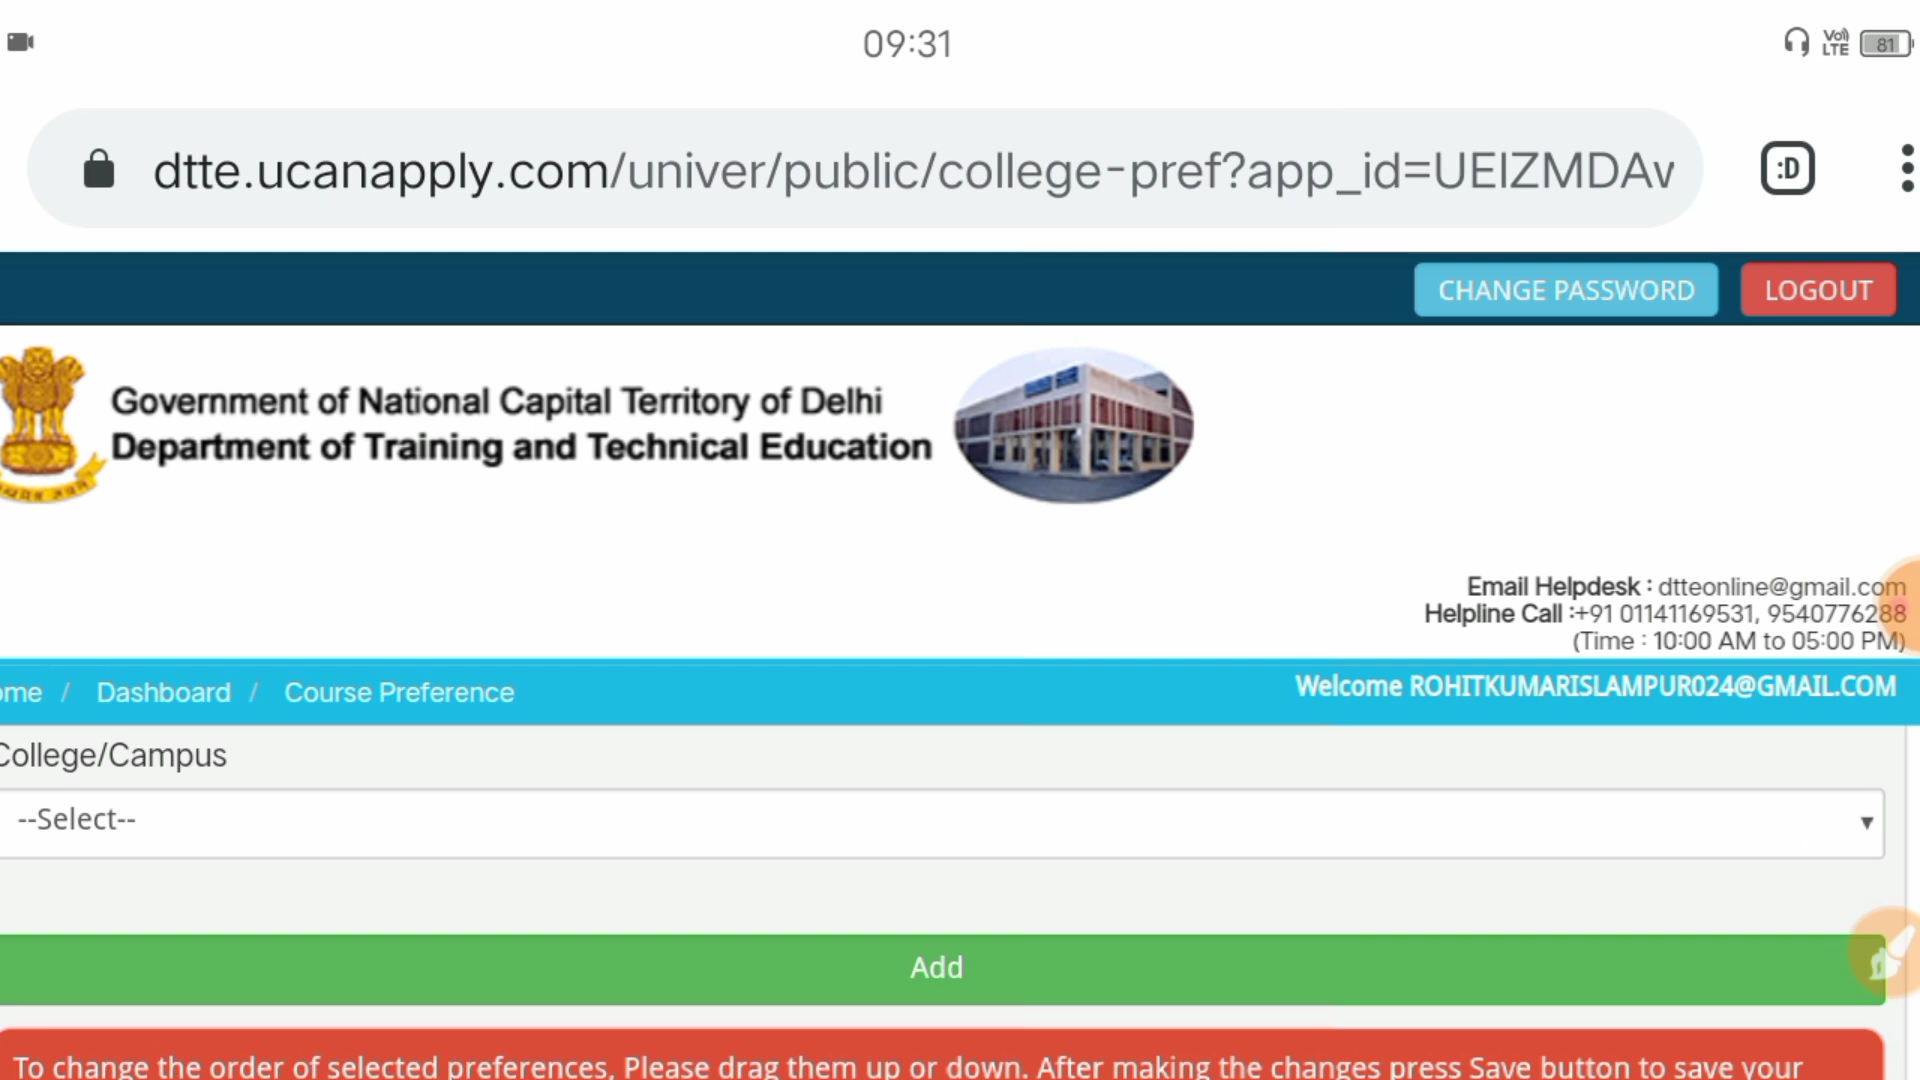 09:31
Vo)) LTE 81
dtte.ucanapply.com/univer/public/college-pref?app_id=UEIZMDAv
:D
CHANGE PASSWORD LOGOUT
Government of National Capital Territory of Delhi
Department of Training and Technical Education
Email Helpdesk : dtteonline@gmail.com
Helpline Call :+91 01141169531, 9540776288
(Time : 10:00 AM to 05:00 PM)
ome / Dashboard / Course Preference
Welcome ROHITKUMARISLAMPUR024@GMAIL.COM
College/Campus
--Select--
Add
To change the order of selected preferences, Please drag them up or down. After making the changes press Save button to save your